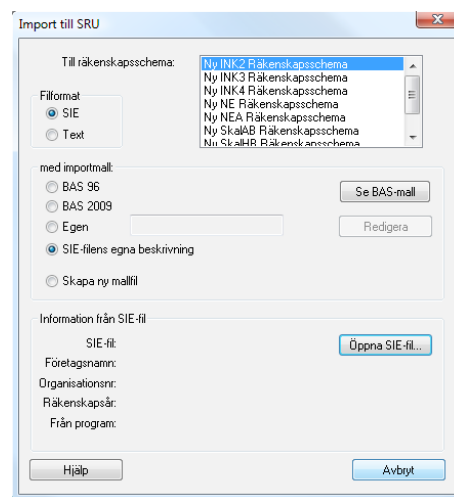 Import till SRU
Till räkenskapsschema:
Ny INK2 Räkenskapsschema
Ny INK3 Räkenskapsschema
Ny INK4 Räkenskapsschema
Ny NE Räkenskapsschema
Ny NEA Räkenskapsschema
Ny SkalAB Räkenskapsschema
Ny SkalHB Räkenskapsschema
Filformat
SIE
Text
med importmall:
BAS 96
Se BAS-mall
BAS 2009
Egen
Redigera
SIE-filens egna beskrivning
Skapa ny mallfil
Information från SIE-fil
SIE-fil:
Öppna SIE-fil...
Företagsnamn:
Organisationsnr:
Räkenskapsår:
Från program:
Hjälp
Avbryt